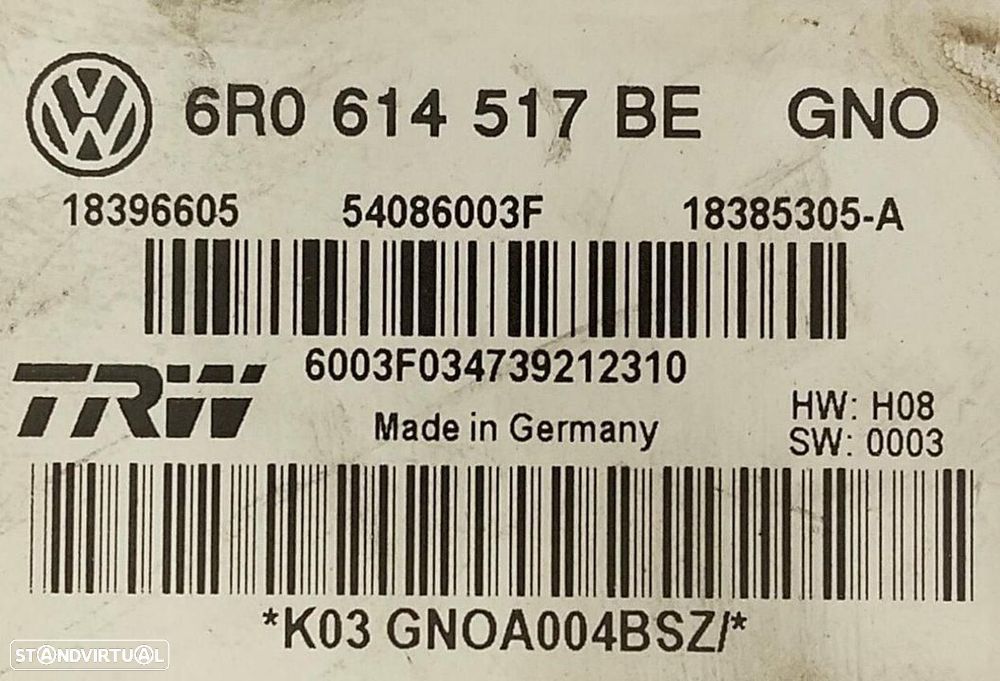 6R0 614 517 BE GNO
18396605 54086003F 18385305-A
6003F034739212310
TRW
Made in Germany
HW: H08
SW: 0003
*K03 GNOA004BSZ/*
STANDVIRTUAL